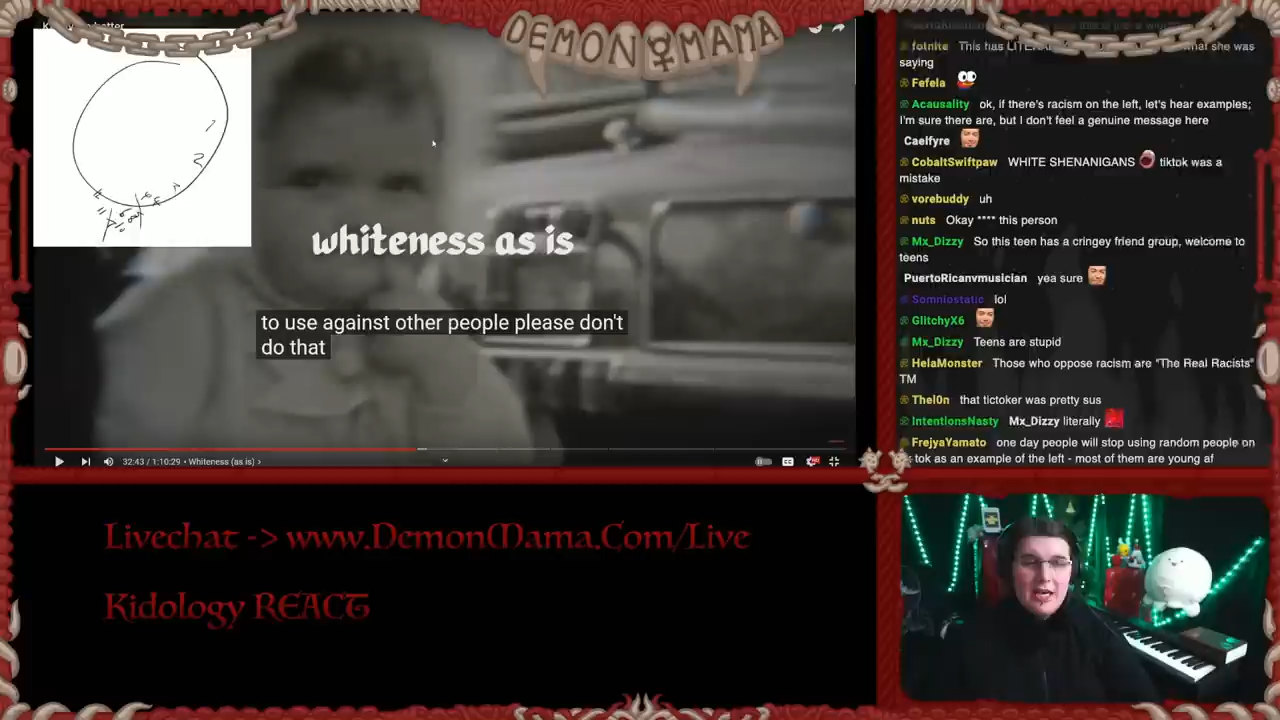 DEMON MAMA
whiteness as is
to use against other people please don't
do that
32:43 / 1:10:29 • Whiteness (as is) ›
Livechat -> www.DemonMama.Com/Live
Kidology REACT
fotnite This has
she was
saying
Fefela
Acausality ok, if there's racism on the left, let's hear examples;
I'm sure there are, but I don't feel a genuine message here
Caelfyre
CobaltSwiftpaw WHITE SHENANIGANS tiktok was a
mistake
vorebuddy uh
nuts Okay **** this person
Mx_Dizzy So this teen has a cringey friend group, welcome to
teens
PuertoRicanvmusician yea sure
Somniostatic lol
GlitchyX6
Mx_Dizzy Teens are stupid
HelaMonster Those who oppose racism are "The Real Racists"
TM
Thel0n that tictoker was pretty sus
IntentionsNasty Mx_Dizzy literally
FrejyaYamato one day people will stop using random people on
tok as an example of the left - most of them are young af